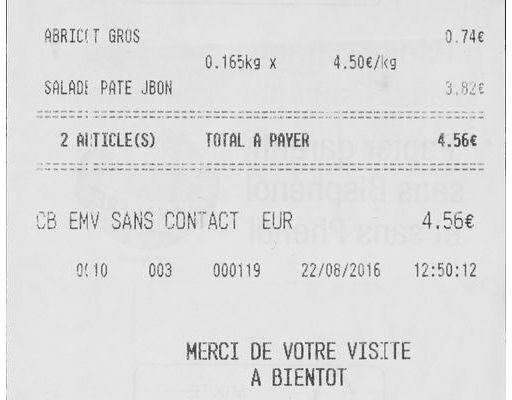 ABRICOT GROS 0.74€
0.165kg x 4.50€/kg
SALADE PATE JBON 3.82€
2 ARTICLE(S) TOTAL A PAYER 4.56€
CB EMV SANS CONTACT EUR 4.56€
0010 003 000119 22/08/2016 12:50:12
MERCI DE VOTRE VISITE
A BIENTOT